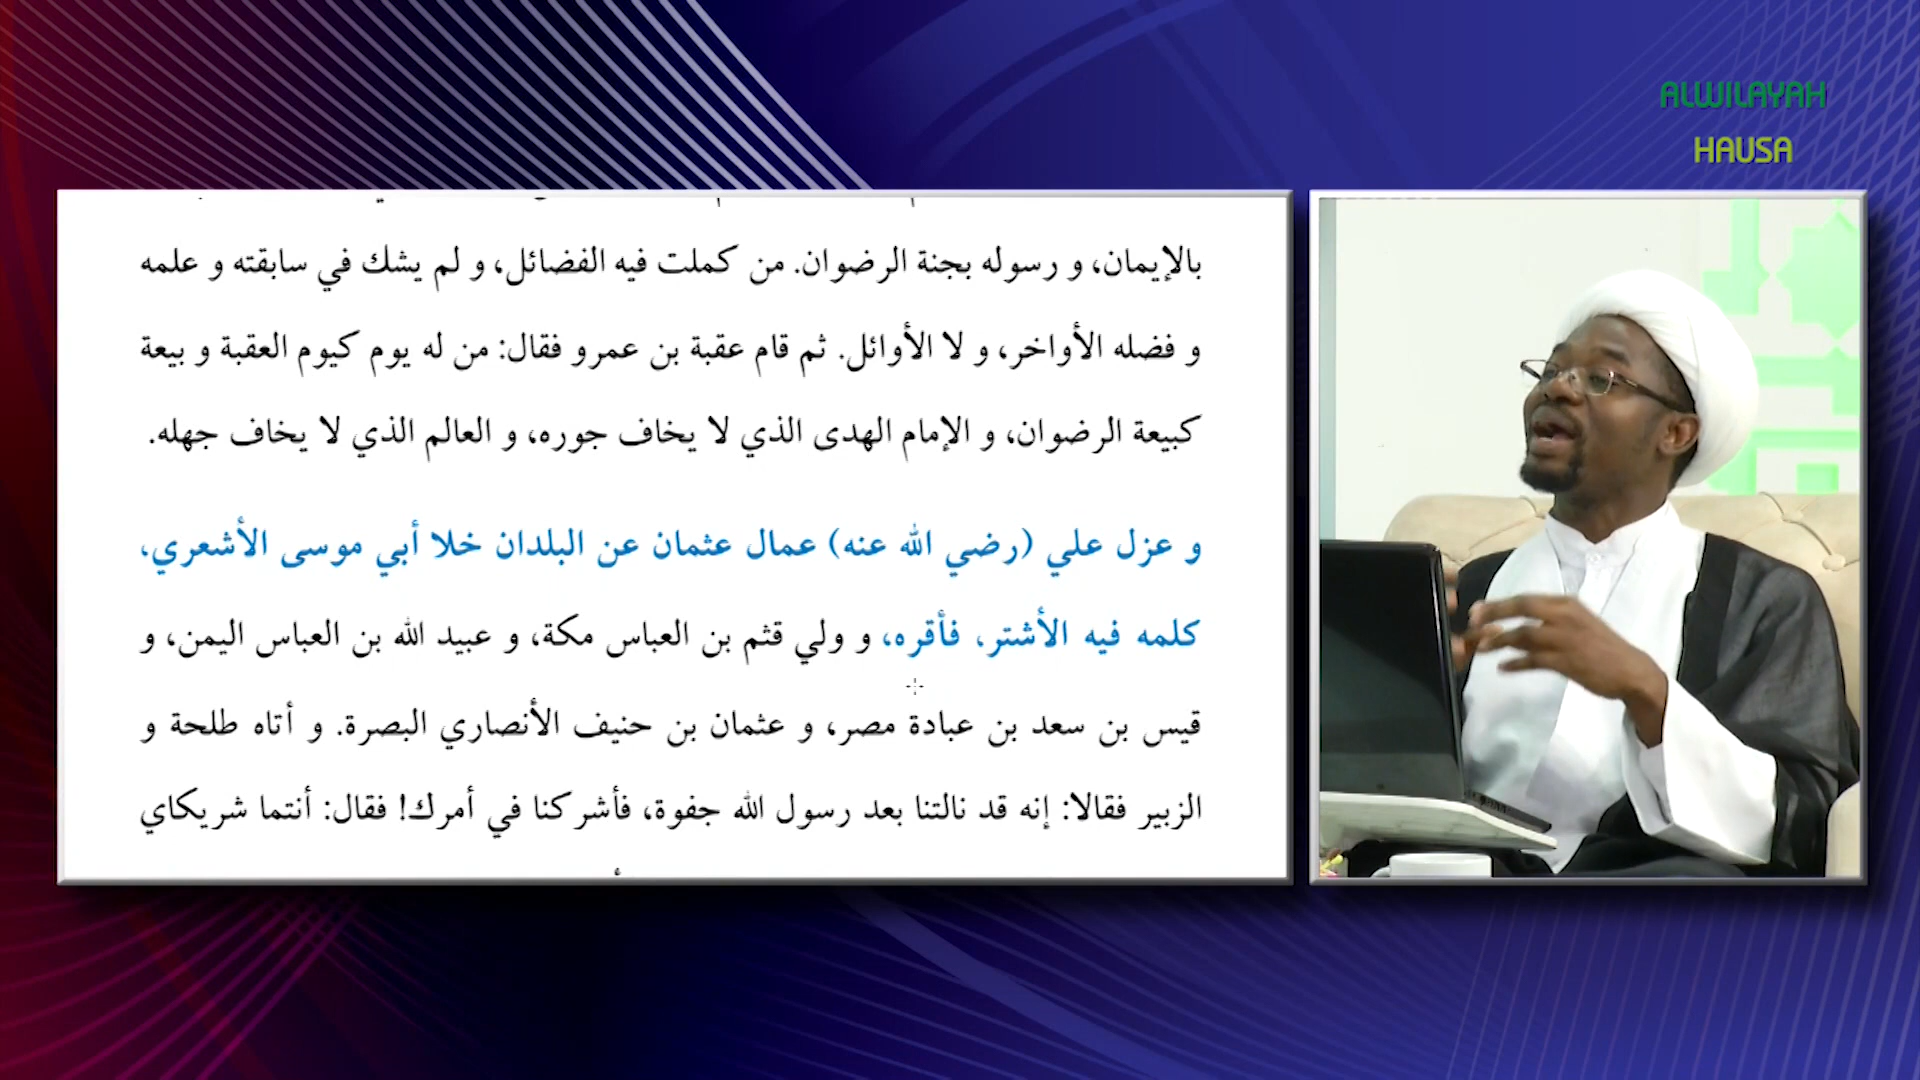 ALWILAYAH
HAUSA
بالإيمان، و رسوله بجنة الرضوان. من كملت فيه الفضائل، و لم يشك في سابقته و علمه
و فضله الأواخر، و لا الأوائل. ثم قام عقبة بن عمرو فقال: من له يوم كيوم العقبة و بيعة
كبيعة الرضوان، و الإمام الهدى الذي لا يخاف جوره، و العالم الذي لا يخاف جهله.
و عزل علي (رضي الله عنه) عمال عثمان عن البلدان خلا أبي موسى الأشعري،
كلمه فيه الأشتر، فأقره، و ولي قثم بن العباس مكة، و عبيد الله بن العباس اليمن، و
قيس بن سعد بن عبادة مصر، و عثمان بن حنيف الأنصاري البصرة. و أتاه طلحة و
الزبير فقالا: إنه قد نالتنا بعد رسول الله جفوة، فأشركنا في أمرك! فقال: أنتما شريكاي